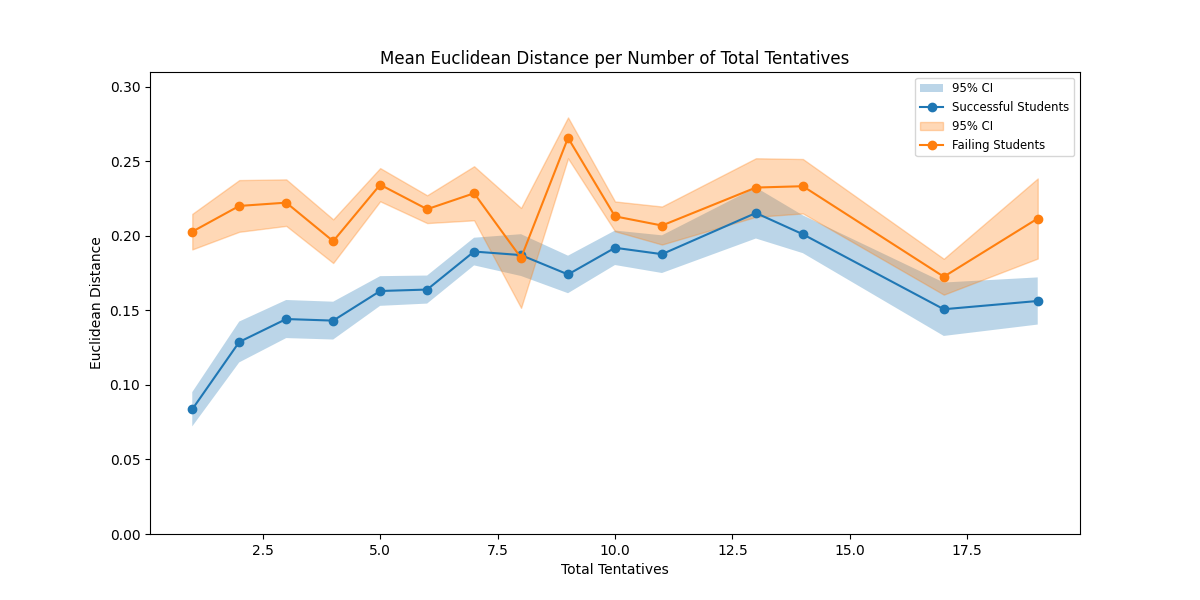 Mean Euclidean Distance per Number of Total Tentatives
95% CI
Successful Students
95% CI
Failing Students
Euclidean Distance
0.30
0.25
0.20
0.15
0.10
0.05
0.00
2.5 5.0 7.5 10.0 12.5 15.0 17.5
Total Tentatives